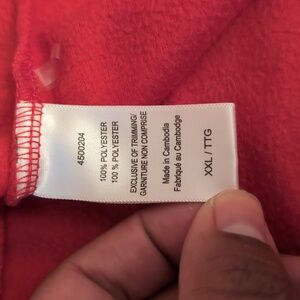 4500204
100% POLYESTER
100 % POLYESTER
EXCLUSIVE OF TRIMMING/
GARNITURE NON COMPRISE
Made in Cambodia
Fabriqué au Cambodge
XXL / TTG